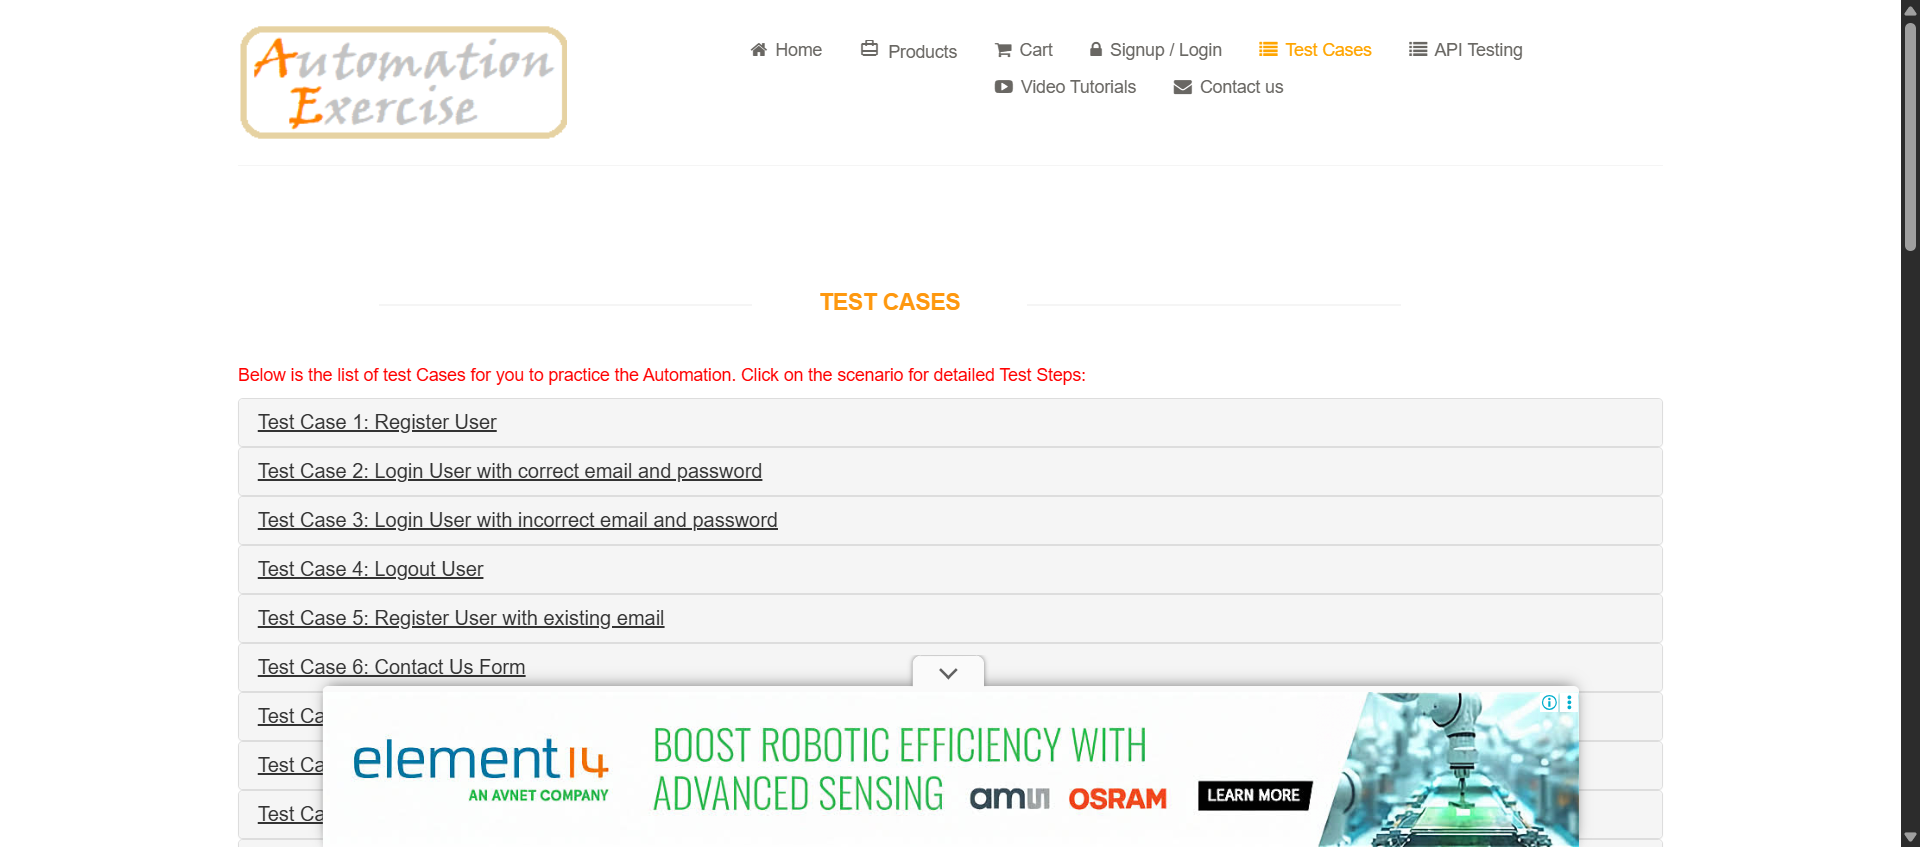 Automation
Exercise
Home
Products
Cart
Signup / Login
Test Cases
API Testing
Video Tutorials
Contact us
TEST CASES
Below is the list of test Cases for you to practice the Automation. Click on the scenario for detailed Test Steps:
Test Case 1: Register User
Test Case 2: Login User with correct email and password
Test Case 3: Login User with incorrect email and password
Test Case 4: Logout User
Test Case 5: Register User with existing email
Test Case 6: Contact Us Form
Test Ca
Test Ca
Test Ca
element14
AN AVNET COMPANY
BOOST ROBOTIC EFFICIENCY WITH
ADVANCED SENSING
am
OSRAM
LEARN MORE